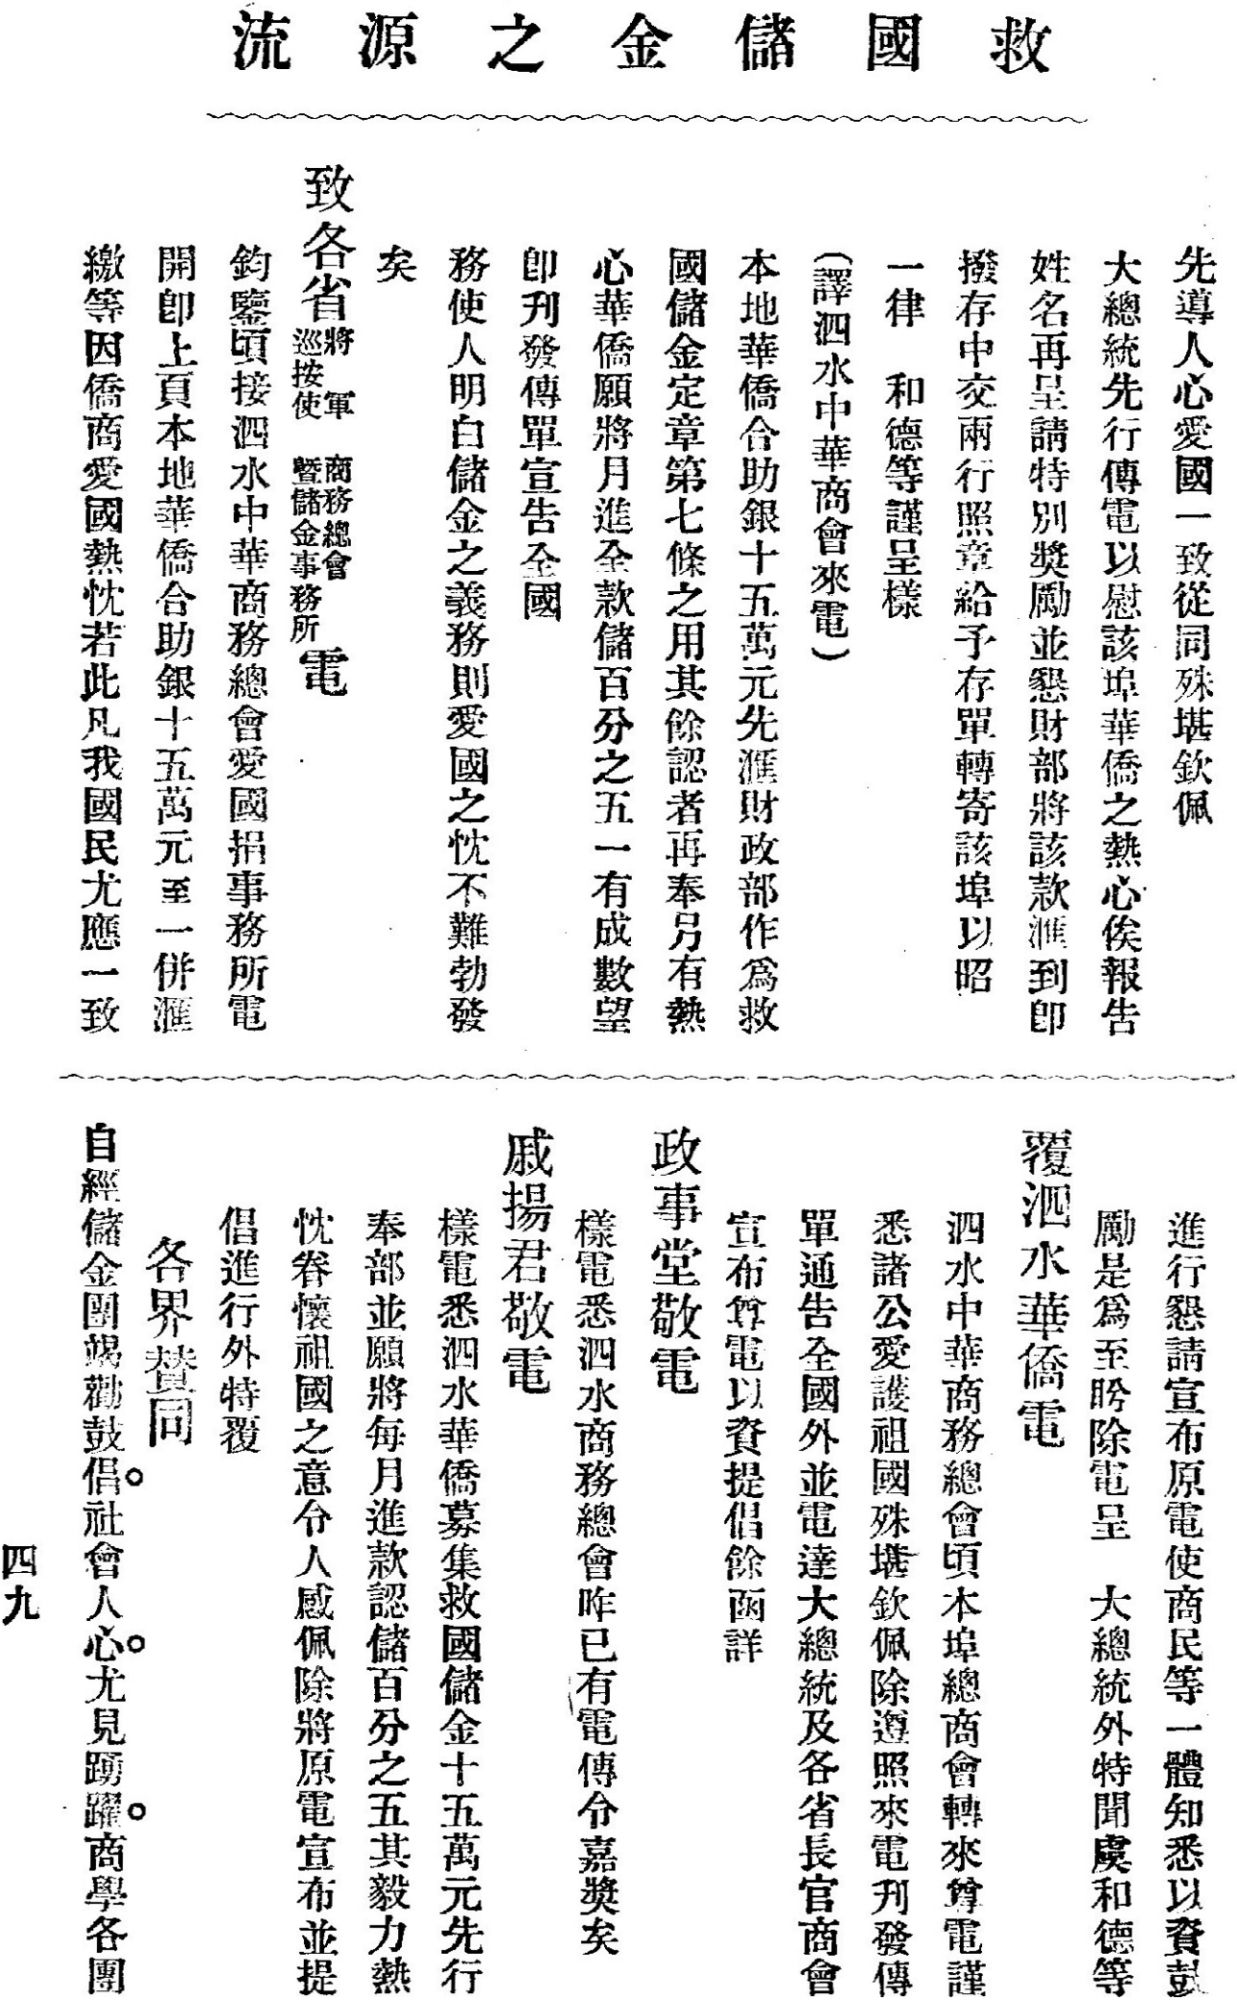 救國儲金之源流
先導人心愛國一致從同殊堪欽佩
大總統先行傳電以慰該埠華僑之熱心俟報告
姓名再呈請特別獎勵並懇財部將該款滙到卽
撥存中交兩行照章給予存單轉寄該埠以昭
一律　和德等謹呈樣
(譯泗水中華商會來電)
本地華僑合助銀十五萬元先滙財政部作爲救
國儲金定章第七條之用其餘認者再奉另有熱
心華僑願將月進全款儲百分之五一有成數望
卽刋發傳單宣告全國
務使人明白儲金之義務則愛國之忱不難勃發
矣
致各省將軍巡按使　商務總會曁儲金事務所電
鈞鑒頃接泗水中華商務總會愛國捐事務所電
開卽上頁本地華僑合助銀十五萬元至一併滙
繳等因僑商愛國熱忱若此凡我國民尤應一致
進行懇請宣布原電使商民等一體知悉以資鼓
勵是爲至盼除電呈　大總統外特聞虞和德等
覆泗水華僑電
泗水中華商務總會頃本埠總商會轉來尊電謹
悉諸公愛護祖國殊堪欽佩除遵照來電刋發傳
單通告全國外並電達大總統及各省長官商會
宣布尊電以資提倡餘函詳
政事堂敬電
樣電悉泗水商務總會昨已有電傳令嘉獎矣
戚揚君敬電
樣電悉泗水華僑募集救國儲金十五萬元先行
奉部並願將每月進款認儲百分之五其毅力熱
忱眷懷祖國之意令人感佩除將原電宣布並提
倡進行外特覆
各界贊同
自經儲金團竭勸鼓倡。社會人心。尤見踴躍。商學各團
四九